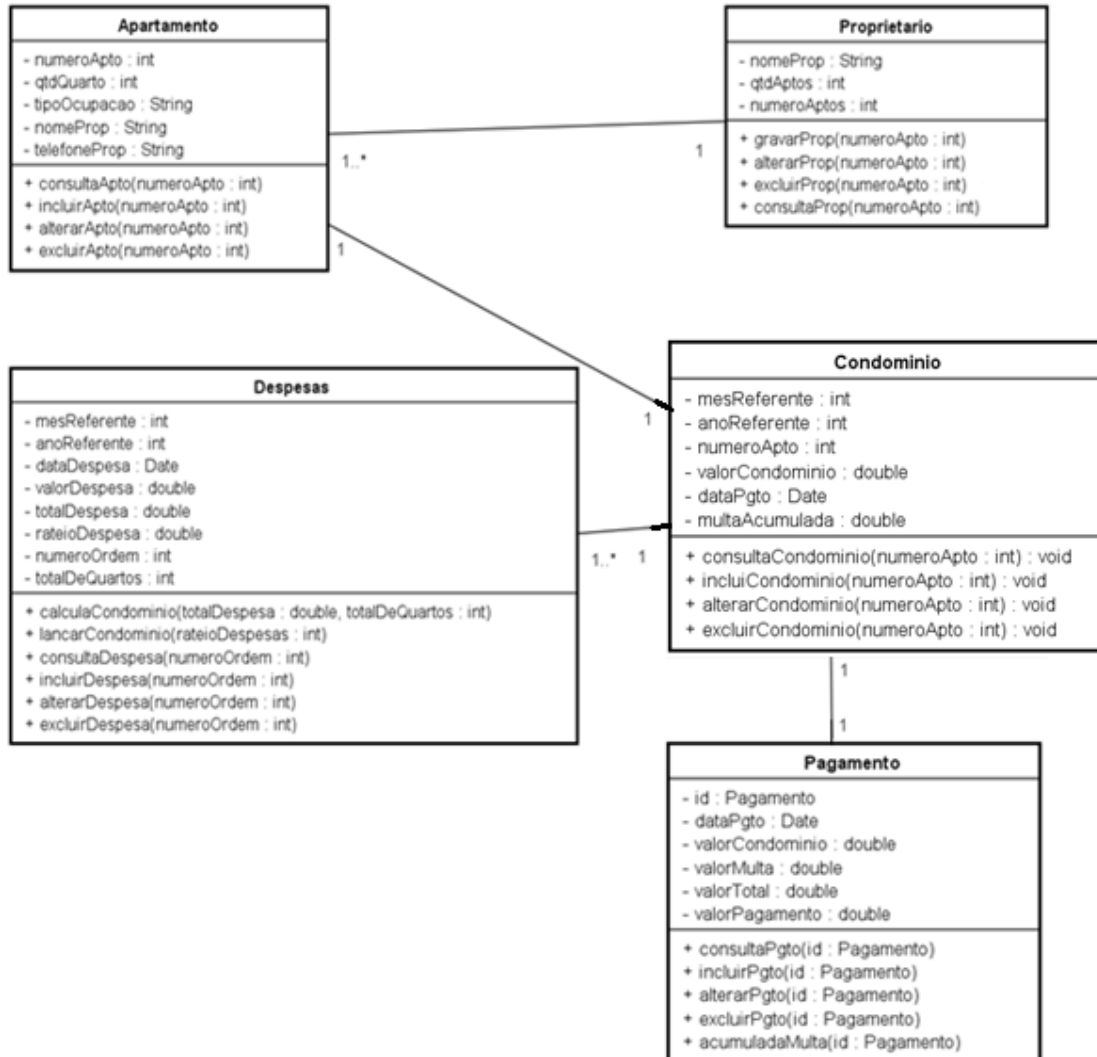 Apartamento
- numeroApto : int
- qtdQuarto : int
- tipoOcupacao : String
- nomeProp : String
- telefoneProp : String
+ consultaApto(numeroApto : int)
+ incluirApto(numeroApto : int)
+ alterarApto(numeroApto : int)
+ excluirApto(numeroApto : int)
Proprietario
- nomeProp : String
- qtdAptos : int
- numeroAptos : int
+ gravarProp(numeroApto : int)
+ alterarProp(numeroApto : int)
+ excluirProp(numeroApto : int)
+ consultaProp(numeroApto : int)
1..*
1
1
1
Despesas
- mesReferente : int
- anoReferente : int
- dataDespesa : Date
- valorDespesa : double
- totalDespesa : double
- rateioDespesa : double
- numeroOrdem : int
- totalDeQuartos : int
+ calculaCondominio(totalDespesa : double, totalDeQuartos : int)
+ lancarCondominio(rateioDespesas : int)
+ consultaDespesa(numeroOrdem : int)
+ incluirDespesa(numeroOrdem : int)
+ alterarDespesa(numeroOrdem : int)
+ excluirDespesa(numeroOrdem : int)
1..*
1
Condominio
- mesReferente : int
- anoReferente : int
- numeroApto : int
- valorCondominio : double
- dataPgto : Date
- multaAcumulada : double
+ consultaCondominio(numeroApto : int) : void
+ incluiCondominio(numeroApto : int) : void
+ alterarCondominio(numeroApto : int) : void
+ excluirCondominio(numeroApto : int) : void
1
1
Pagamento
- id : Pagamento
- dataPgto : Date
- valorCondominio : double
- valorMulta : double
- valorTotal : double
- valorPagamento : double
+ consultaPgto(id : Pagamento)
+ incluirPgto(id : Pagamento)
+ alterarPgto(id : Pagamento)
+ excluirPgto(id : Pagamento)
+ acumuladaMulta(id : Pagamento)